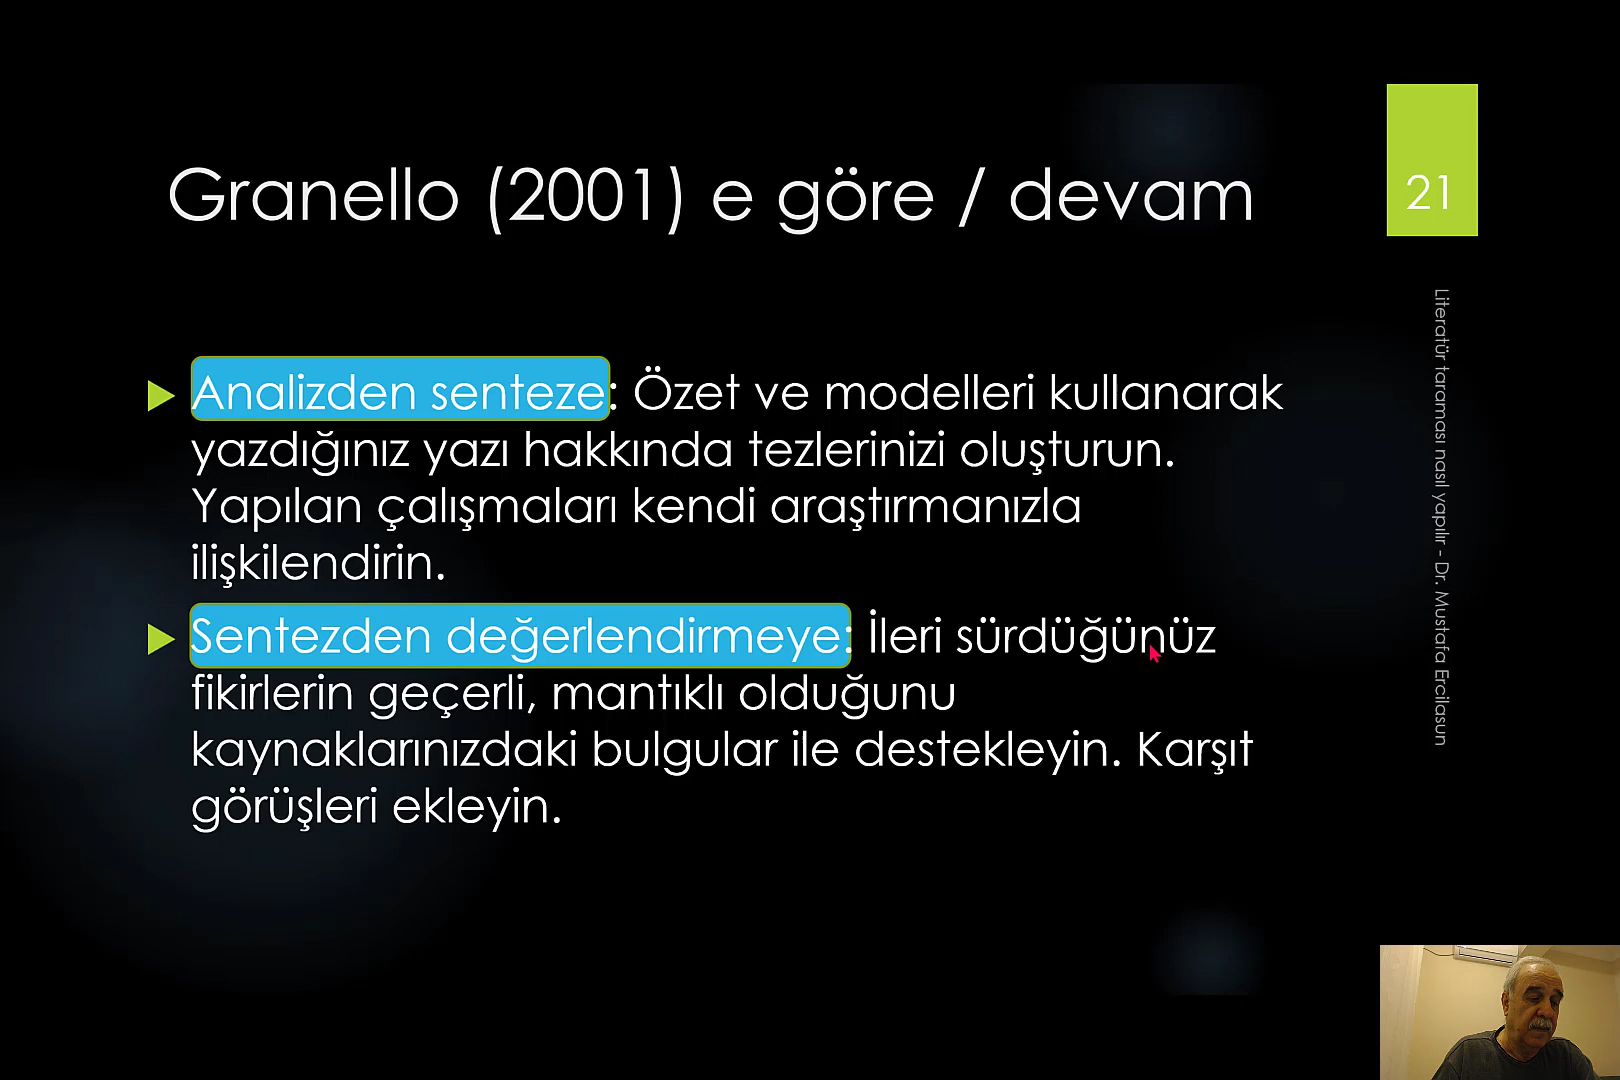 Granello (2001) e göre / devam
21
Analizden senteze: Özet ve modelleri kullanarak
yazdığınız yazı hakkında tezlerinizi oluşturun.
Yapılan çalışmaları kendi araştırmanızla
ilişkilendirin.
Sentezden değerlendirmeye: İleri sürdüğünüz
fikirlerin geçerli, mantıklı olduğunu
kaynaklarınızdaki bulgular ile destekleyin. Karşıt
görüşleri ekleyin.
Literatür taraması nasıl yapılır - Dr. Mustafa Ercilasun